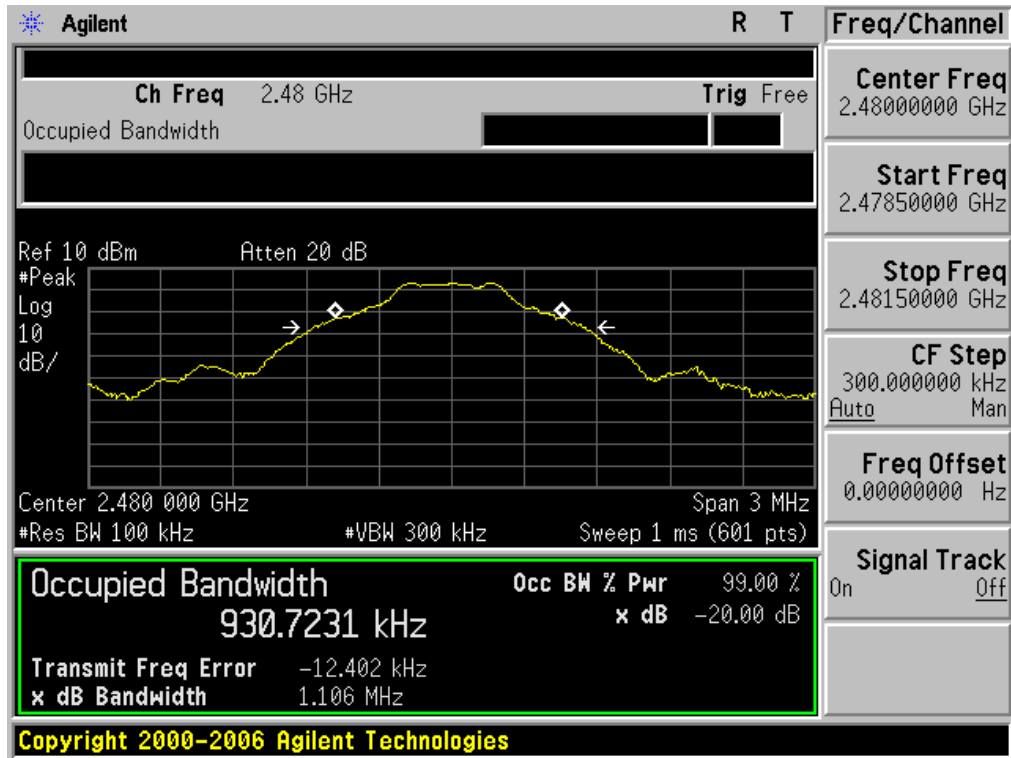 Agilent R T Freq/Channel
Ch Freq 2.48 GHz Trig Free
Occupied Bandwidth
Center Freq
2.48000000 GHz
Start Freq
2.47850000 GHz
Stop Freq
2.48150000 GHz
CF Step
300.000000 kHz
Auto Man
Freq Offset
0.00000000 Hz
Signal Track
On Off
Ref 10 dBm Atten 20 dB
#Peak
Log
10
dB/
Center 2.480 000 GHz Span 3 MHz
#Res BW 100 kHz #VBW 300 kHz Sweep 1 ms (601 pts)
Occupied Bandwidth
930.7231 kHz
Occ BW % Pwr 99.00 %
x dB -20.00 dB
Transmit Freq Error -12.402 kHz
x dB Bandwidth 1.106 MHz
Copyright 2000-2006 Agilent Technologies